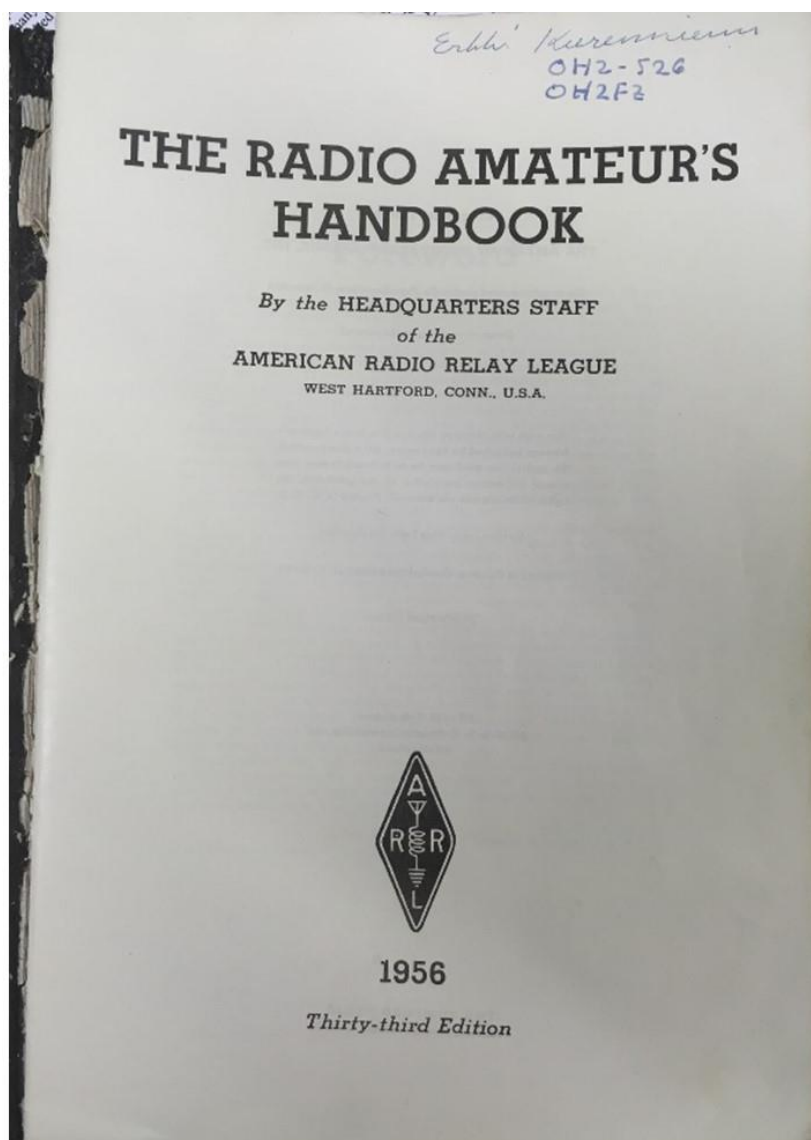 Erkki Kurenniemi
OH2-526
OH2FZ
THE RADIO AMATEUR'S
HANDBOOK
By the HEADQUARTERS STAFF
of the
AMERICAN RADIO RELAY LEAGUE
WEST HARTFORD, CONN., U.S.A.
A
R R
L
1956
Thirty-third Edition